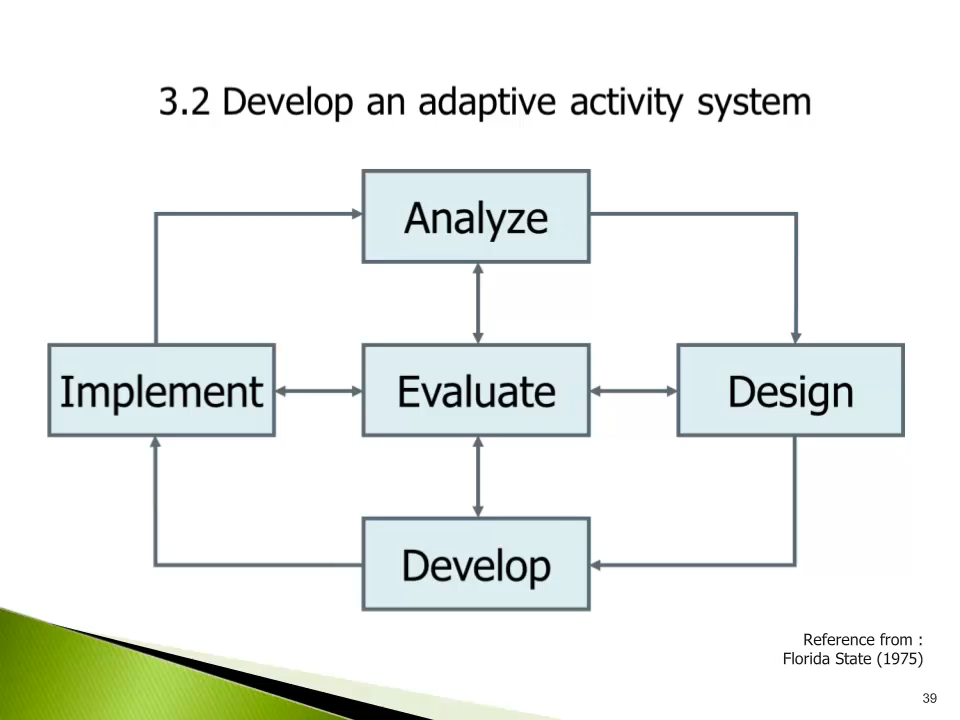 3.2 Develop an adaptive activity system
Analyze
Implement
Evaluate
Design
Develop
Reference from :
Florida State (1975)
39